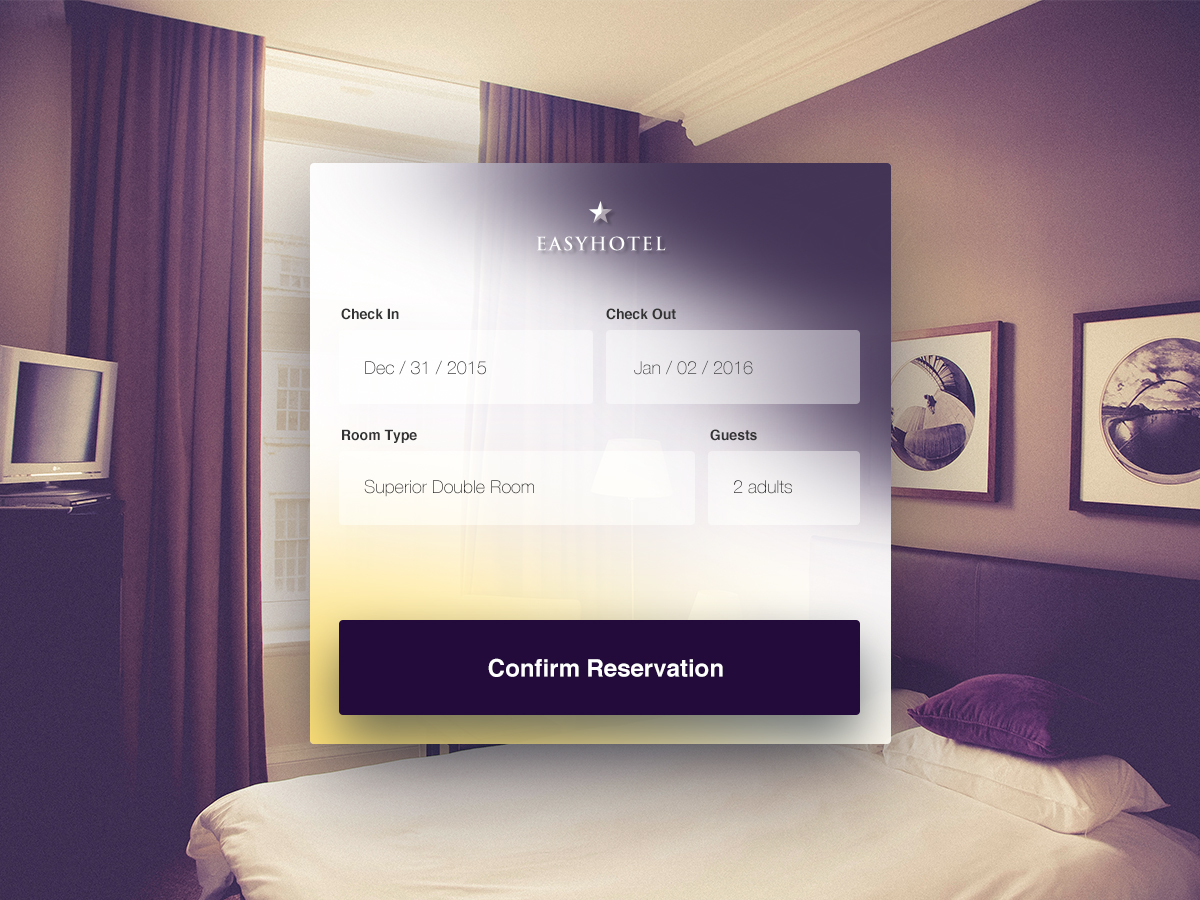 EASYHOTEL
Check In
Check Out
Dec / 31 / 2015
Jan / 02 / 2016
Room Type
Guests
Superior Double Room
2 adults
Confirm Reservation